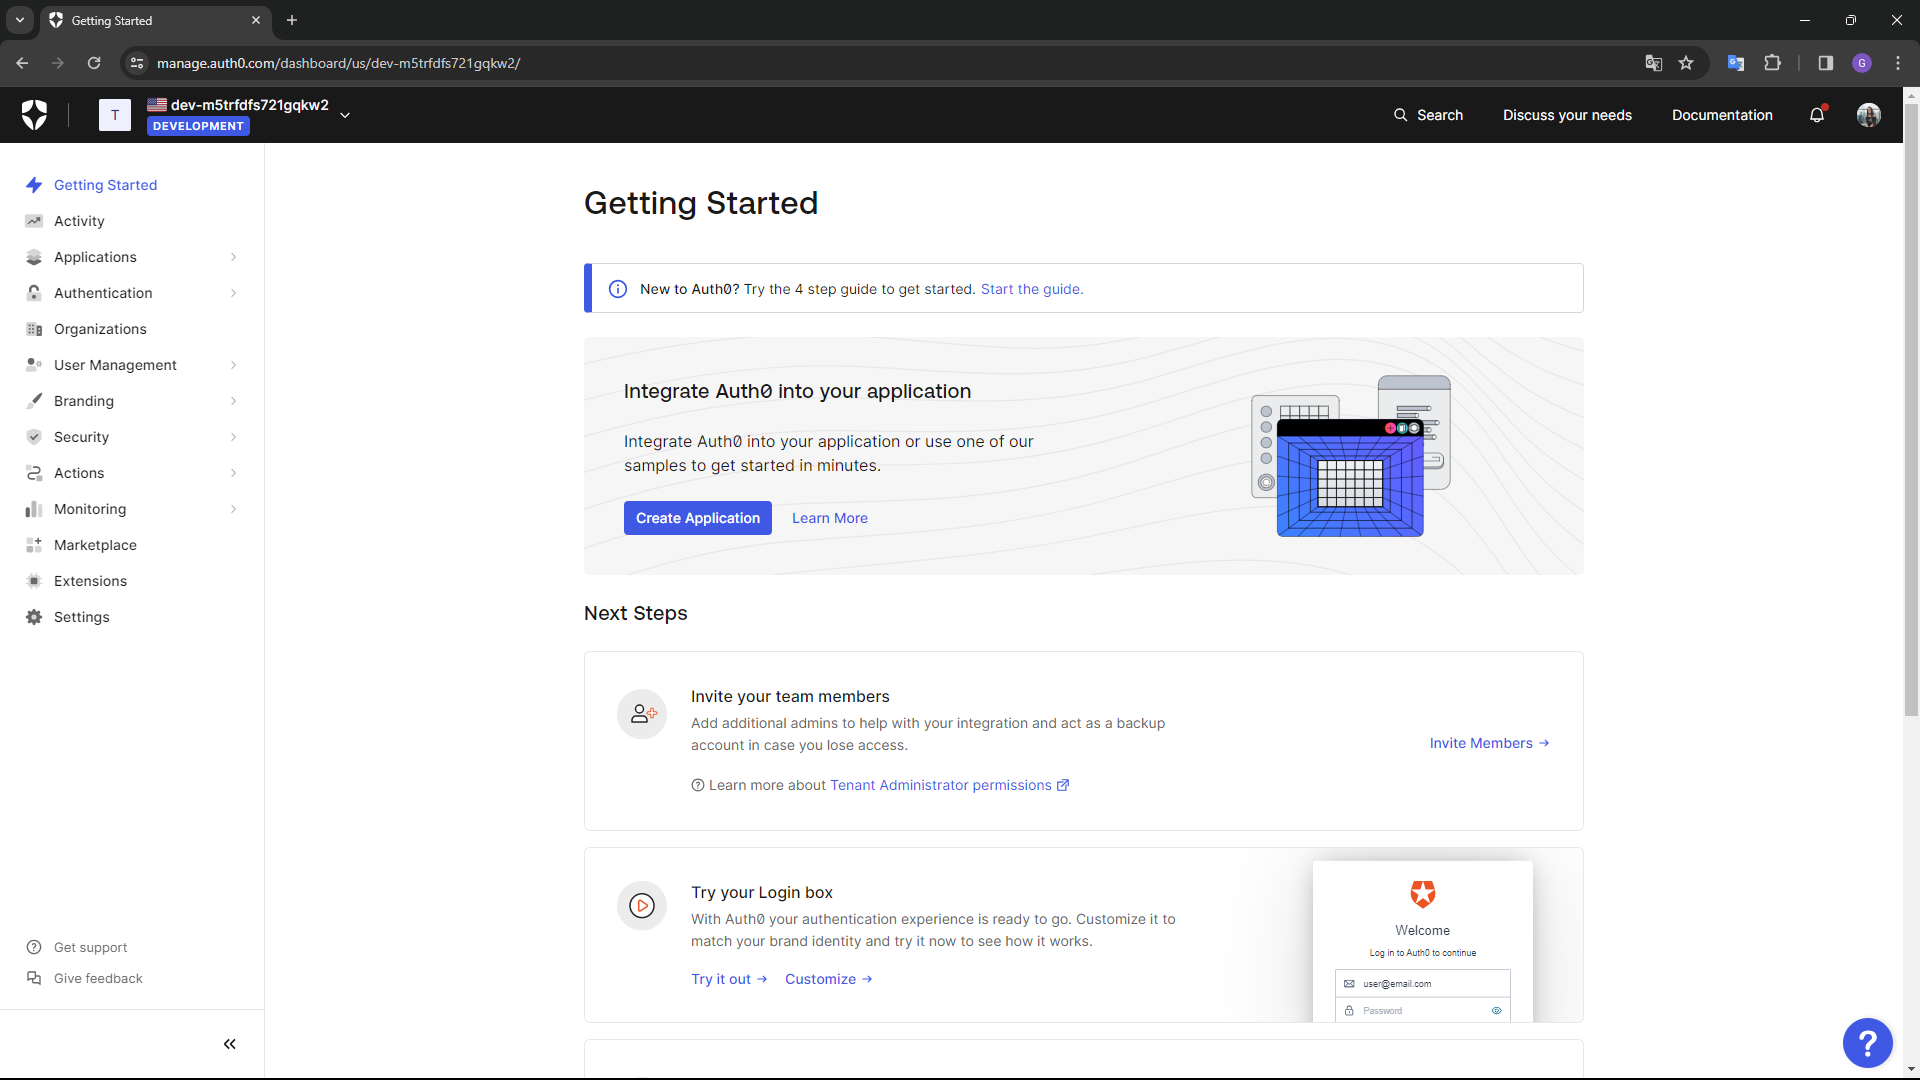 Getting Started
manage.auth0.com/dashboard/us/dev-m5trfdfs721gqkw2/
G
T
dev-m5trfdfs721gqkw2
DEVELOPMENT
Search
Discuss your needs
Documentation
Getting Started
Activity
Applications
Authentication
Organizations
User Management
Branding
Security
Actions
Monitoring
Marketplace
Extensions
Settings
Get support
Give feedback
Getting Started
New to Auth0? Try the 4 step guide to get started. Start the guide.
Integrate Auth0 into your application
Integrate Auth0 into your application or use one of our
samples to get started in minutes.
Create Application
Learn More
Next Steps
Invite your team members
Add additional admins to help with your integration and act as a backup
account in case you lose access.
Learn more about Tenant Administrator permissions
Invite Members →
Try your Login box
With Auth0 your authentication experience is ready to go. Customize it to
match your brand identity and try it now to see how it works.
Try it out → Customize →
Welcome
Log in to Auth0 to continue
user@email.com
Password
?